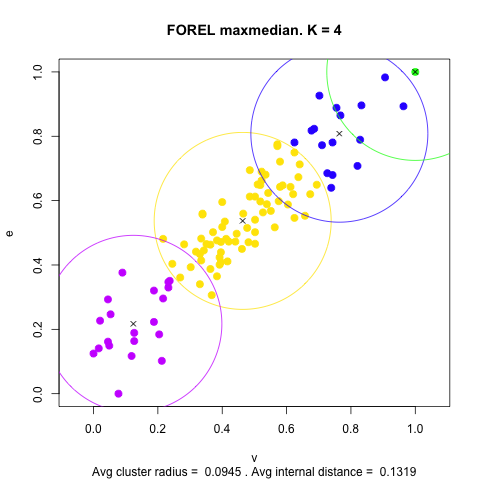 FOREL maxmedian. K = 4
e
1.0
0.8
0.6
0.4
0.2
0.0
0.0 0.2 0.4 0.6 0.8 1.0
v
Avg cluster radius = 0.0945 . Avg internal distance = 0.1319